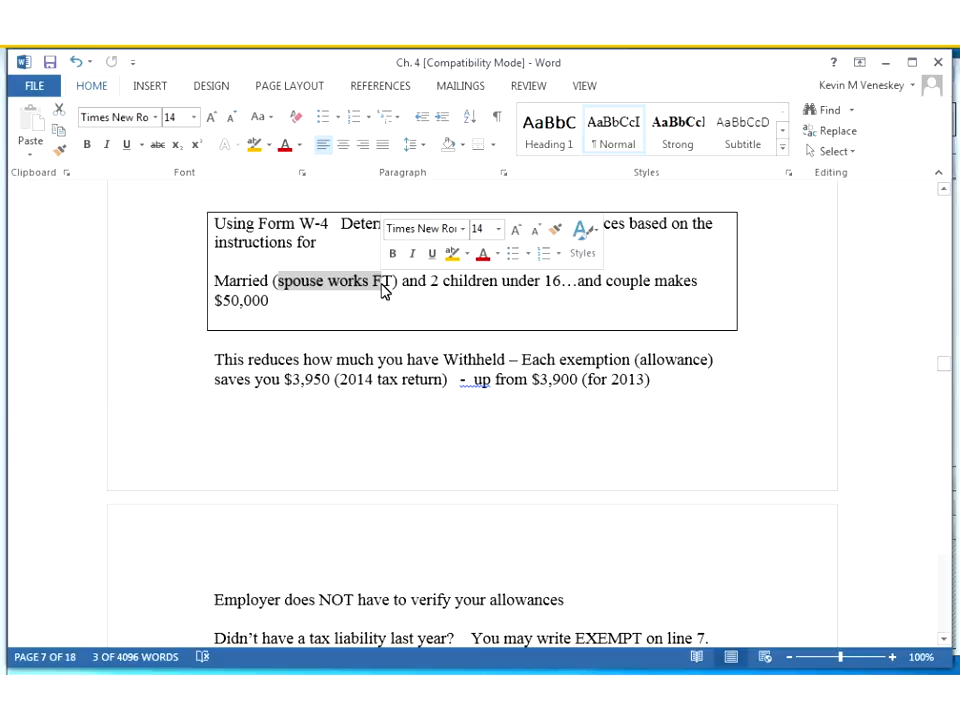 Ch. 4 [Compatibility Mode] - Word
?
FILE HOME INSERT DESIGN PAGE LAYOUT REFERENCES MAILINGS REVIEW VIEW Kevin M Veneskey
Paste
Times New Ro 14 A A Aa
B I U abc x₂ x² A A
AaBbC AaBbCcI AaBbCcl AaBbCcD
Heading 1 ¶ Normal Strong Subtitle
Find
Replace
Select
Clipboard Font Paragraph Styles Editing
Using Form W-4 Deter ces based on the
instructions for
Times New Roi 14 A A
B I U A Styles
Married (spouse works FT) and 2 children under 16…and couple makes
$50,000
This reduces how much you have Withheld – Each exemption (allowance)
saves you $3,950 (2014 tax return) - up from $3,900 (for 2013)
Employer does NOT have to verify your allowances
Didn't have a tax liability last year? You may write EXEMPT on line 7.
PAGE 7 OF 18 3 OF 4096 WORDS 100%